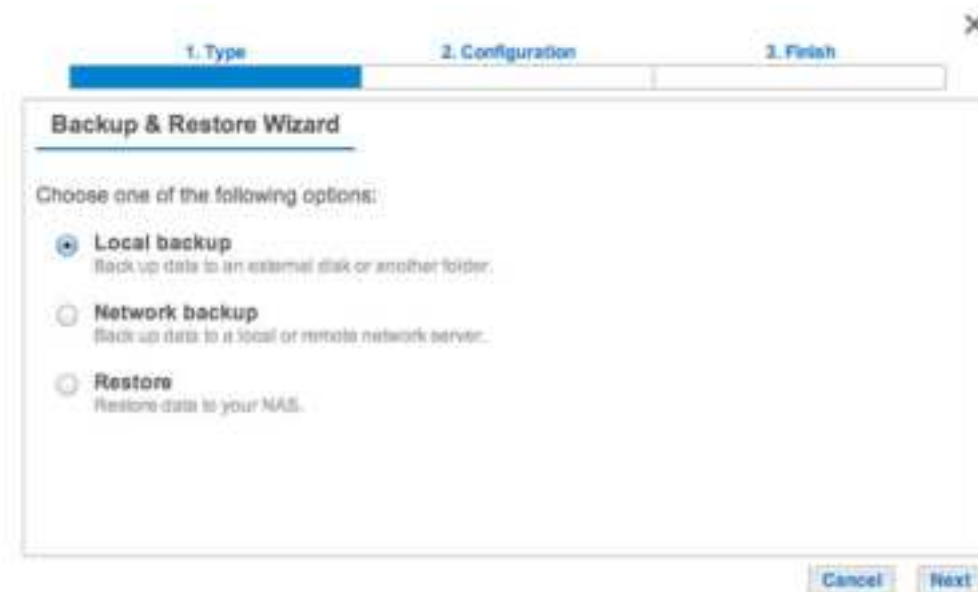 1. Type 2. Configuration 3. Finish
Backup & Restore Wizard
Choose one of the following options:
Local backup
Back up data to an external disk or another folder.
Network backup
Back up data to a local or remote network server.
Restore
Restore data to your NAS.
Cancel Next